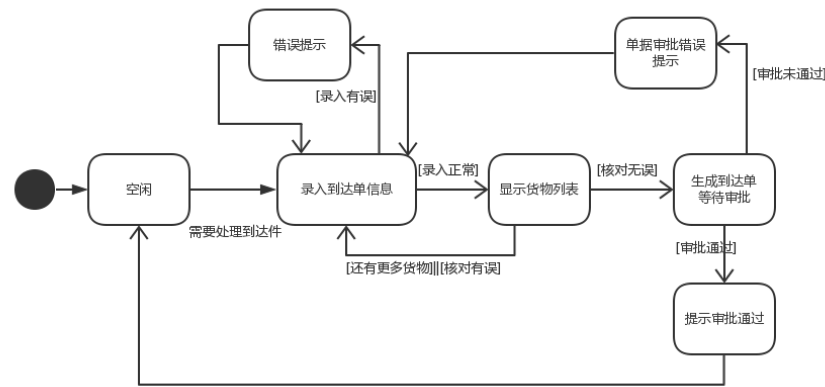 错误提示
单据审批错误
提示
[审批未通过]
[录入有误]
[录入正常]
[核对无误]
空闲
录入到达单信息
显示货物列表
生成到达单
等待审批
需要处理到达件
[审批通过]
[还有更多货物]||[核对有误]
提示审批通过